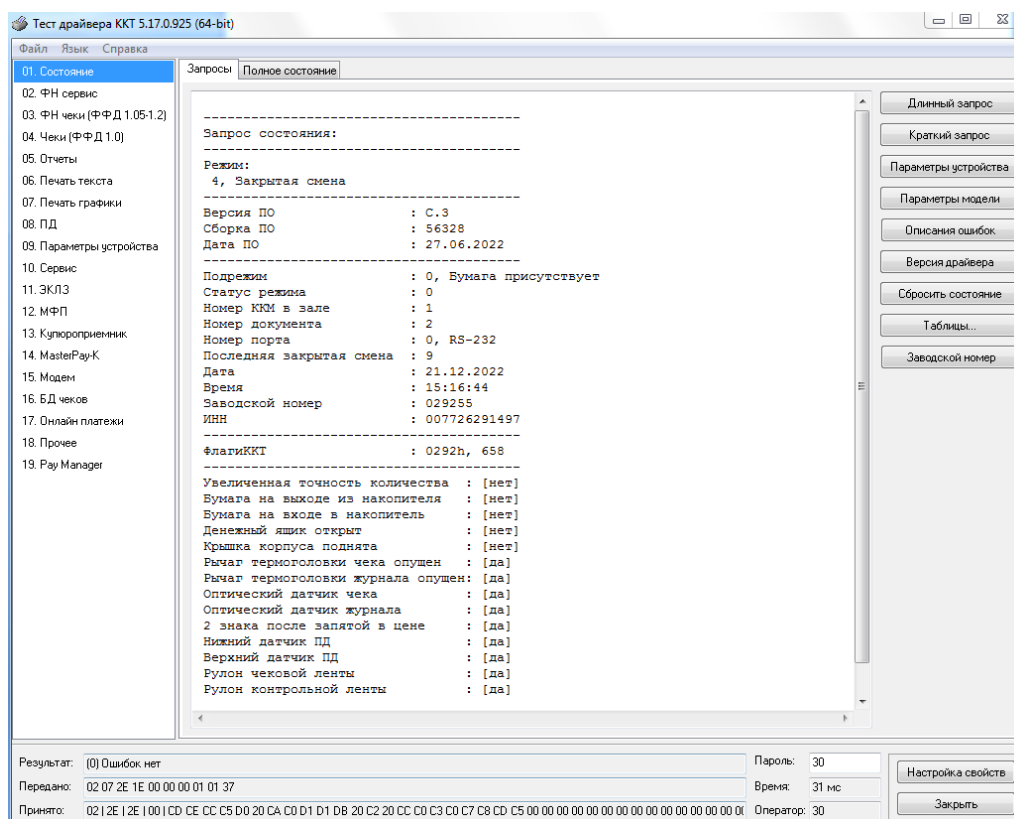 Тест драйвера ККТ 5.17.0.925 (64-bit)
Файл Язык Справка
01. Состояние
02. ФН сервис
03. ФН чеки (ФФД 1.05-1.2)
04. Чеки (ФФД 1.0)
05. Отчеты
06. Печать текста
07. Печать графики
08. ПД
09. Параметры устройства
10. Сервис
11. ЭКЛЗ
12. МФП
13. Купюроприемник
14. MasterPay-K
15. Модем
16. БД чеков
17. Онлайн платежи
18. Прочее
19. Pay Manager
Запросы Полное состояние
----------------------------------------
Запрос состояния:
----------------------------------------
Режим:
4, Закрытая смена
----------------------------------------
Версия ПО : C.3
Сборка ПО : 56328
Дата ПО : 27.06.2022
----------------------------------------
Подрежим : 0, Бумага присутствует
Статус режима : 0
Номер ККМ в зале : 1
Номер документа : 2
Номер порта : 0, RS-232
Последняя закрытая смена : 9
Дата : 21.12.2022
Время : 15:16:44
Заводской номер : 029255
ИНН : 007726291497
----------------------------------------
ФлагиККТ : 0292h, 658
----------------------------------------
Увеличенная точность количества : [нет]
Бумага на выходе из накопителя : [нет]
Бумага на входе в накопитель : [нет]
Денежный ящик открыт : [нет]
Крышка корпуса поднята : [нет]
Рычаг термоголовки чека опущен : [да]
Рычаг термоголовки журнала опущен: [да]
Оптический датчик чека : [да]
Оптический датчик журнала : [да]
2 знака после запятой в цене : [да]
Нижний датчик ПД : [да]
Верхний датчик ПД : [да]
Рулон чековой ленты : [да]
Рулон контрольной ленты : [да]
Длинный запрос
Краткий запрос
Параметры устройства
Параметры модели
Описания ошибок
Версия драйвера
Сбросить состояние
Таблицы...
Заводской номер
Результат: (0) Ошибок нет
Передано: 02 07 2E 1E 00 00 00 01 01 37
Принято: 02 | 2E | 2E | 00 | CD CE CC C5 D0 20 CA C0 D1 D1 DB 20 C2 20 CC C0 C3 C0 C7 C8 CD C5 00 00 00 00 00 00 00 00 00 00 00 00 00 0(
Пароль: 30
Время: 31 мс
Оператор: 30
Настройка свойств
Закрыть